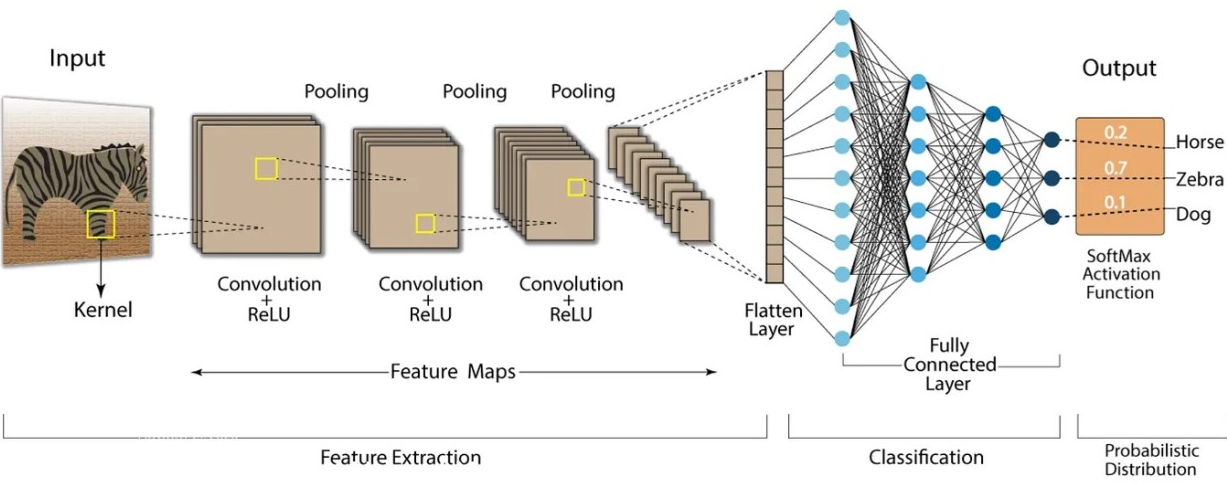 Input
Kernel
Pooling
Pooling
Pooling
Convolution
+
ReLU
Convolution
+
ReLU
Convolution
+
ReLU
Feature Maps
Flatten
Layer
Fully
Connected
Layer
Output
0.2
Horse
0.7
Zebra
0.1
Dog
SoftMax
Activation
Function
Feature Extraction
Classification
Probabilistic
Distribution